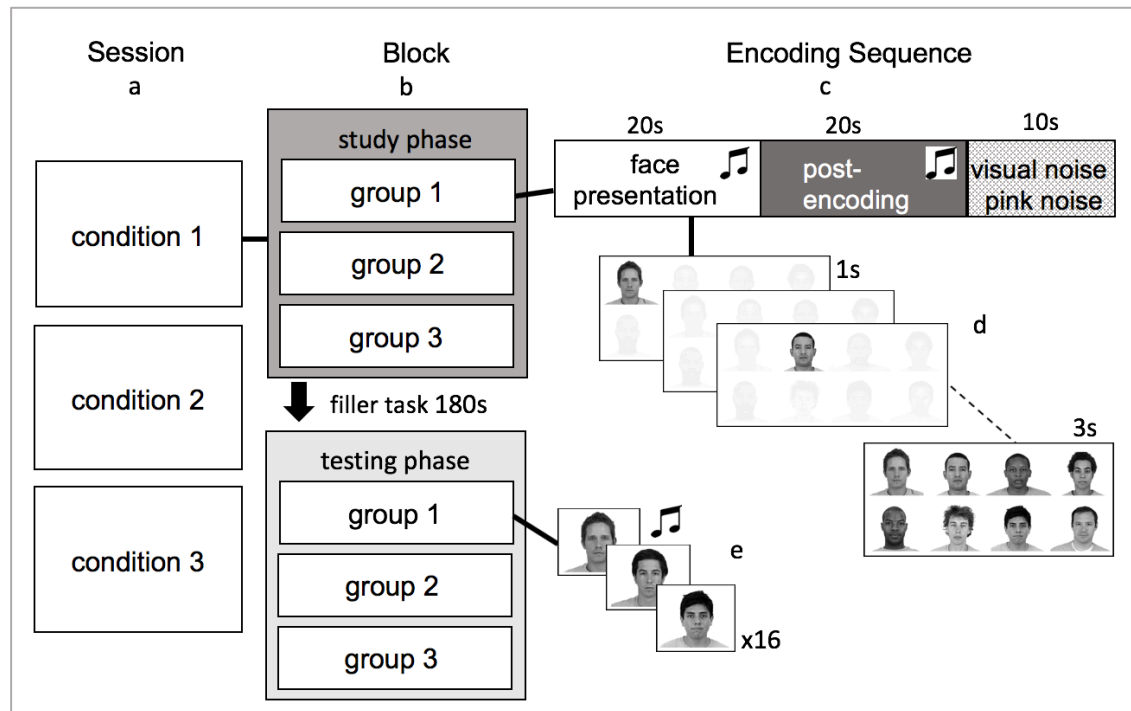 Session
a
Block
b
Encoding Sequence
c
condition 1
condition 2
condition 3
study phase
group 1
group 2
group 3
filler task 180s
testing phase
group 1
group 2
group 3
20s
20s
10s
face
presentation
post-
encoding
visual noise
pink noise
1s
d
3s
e
x16